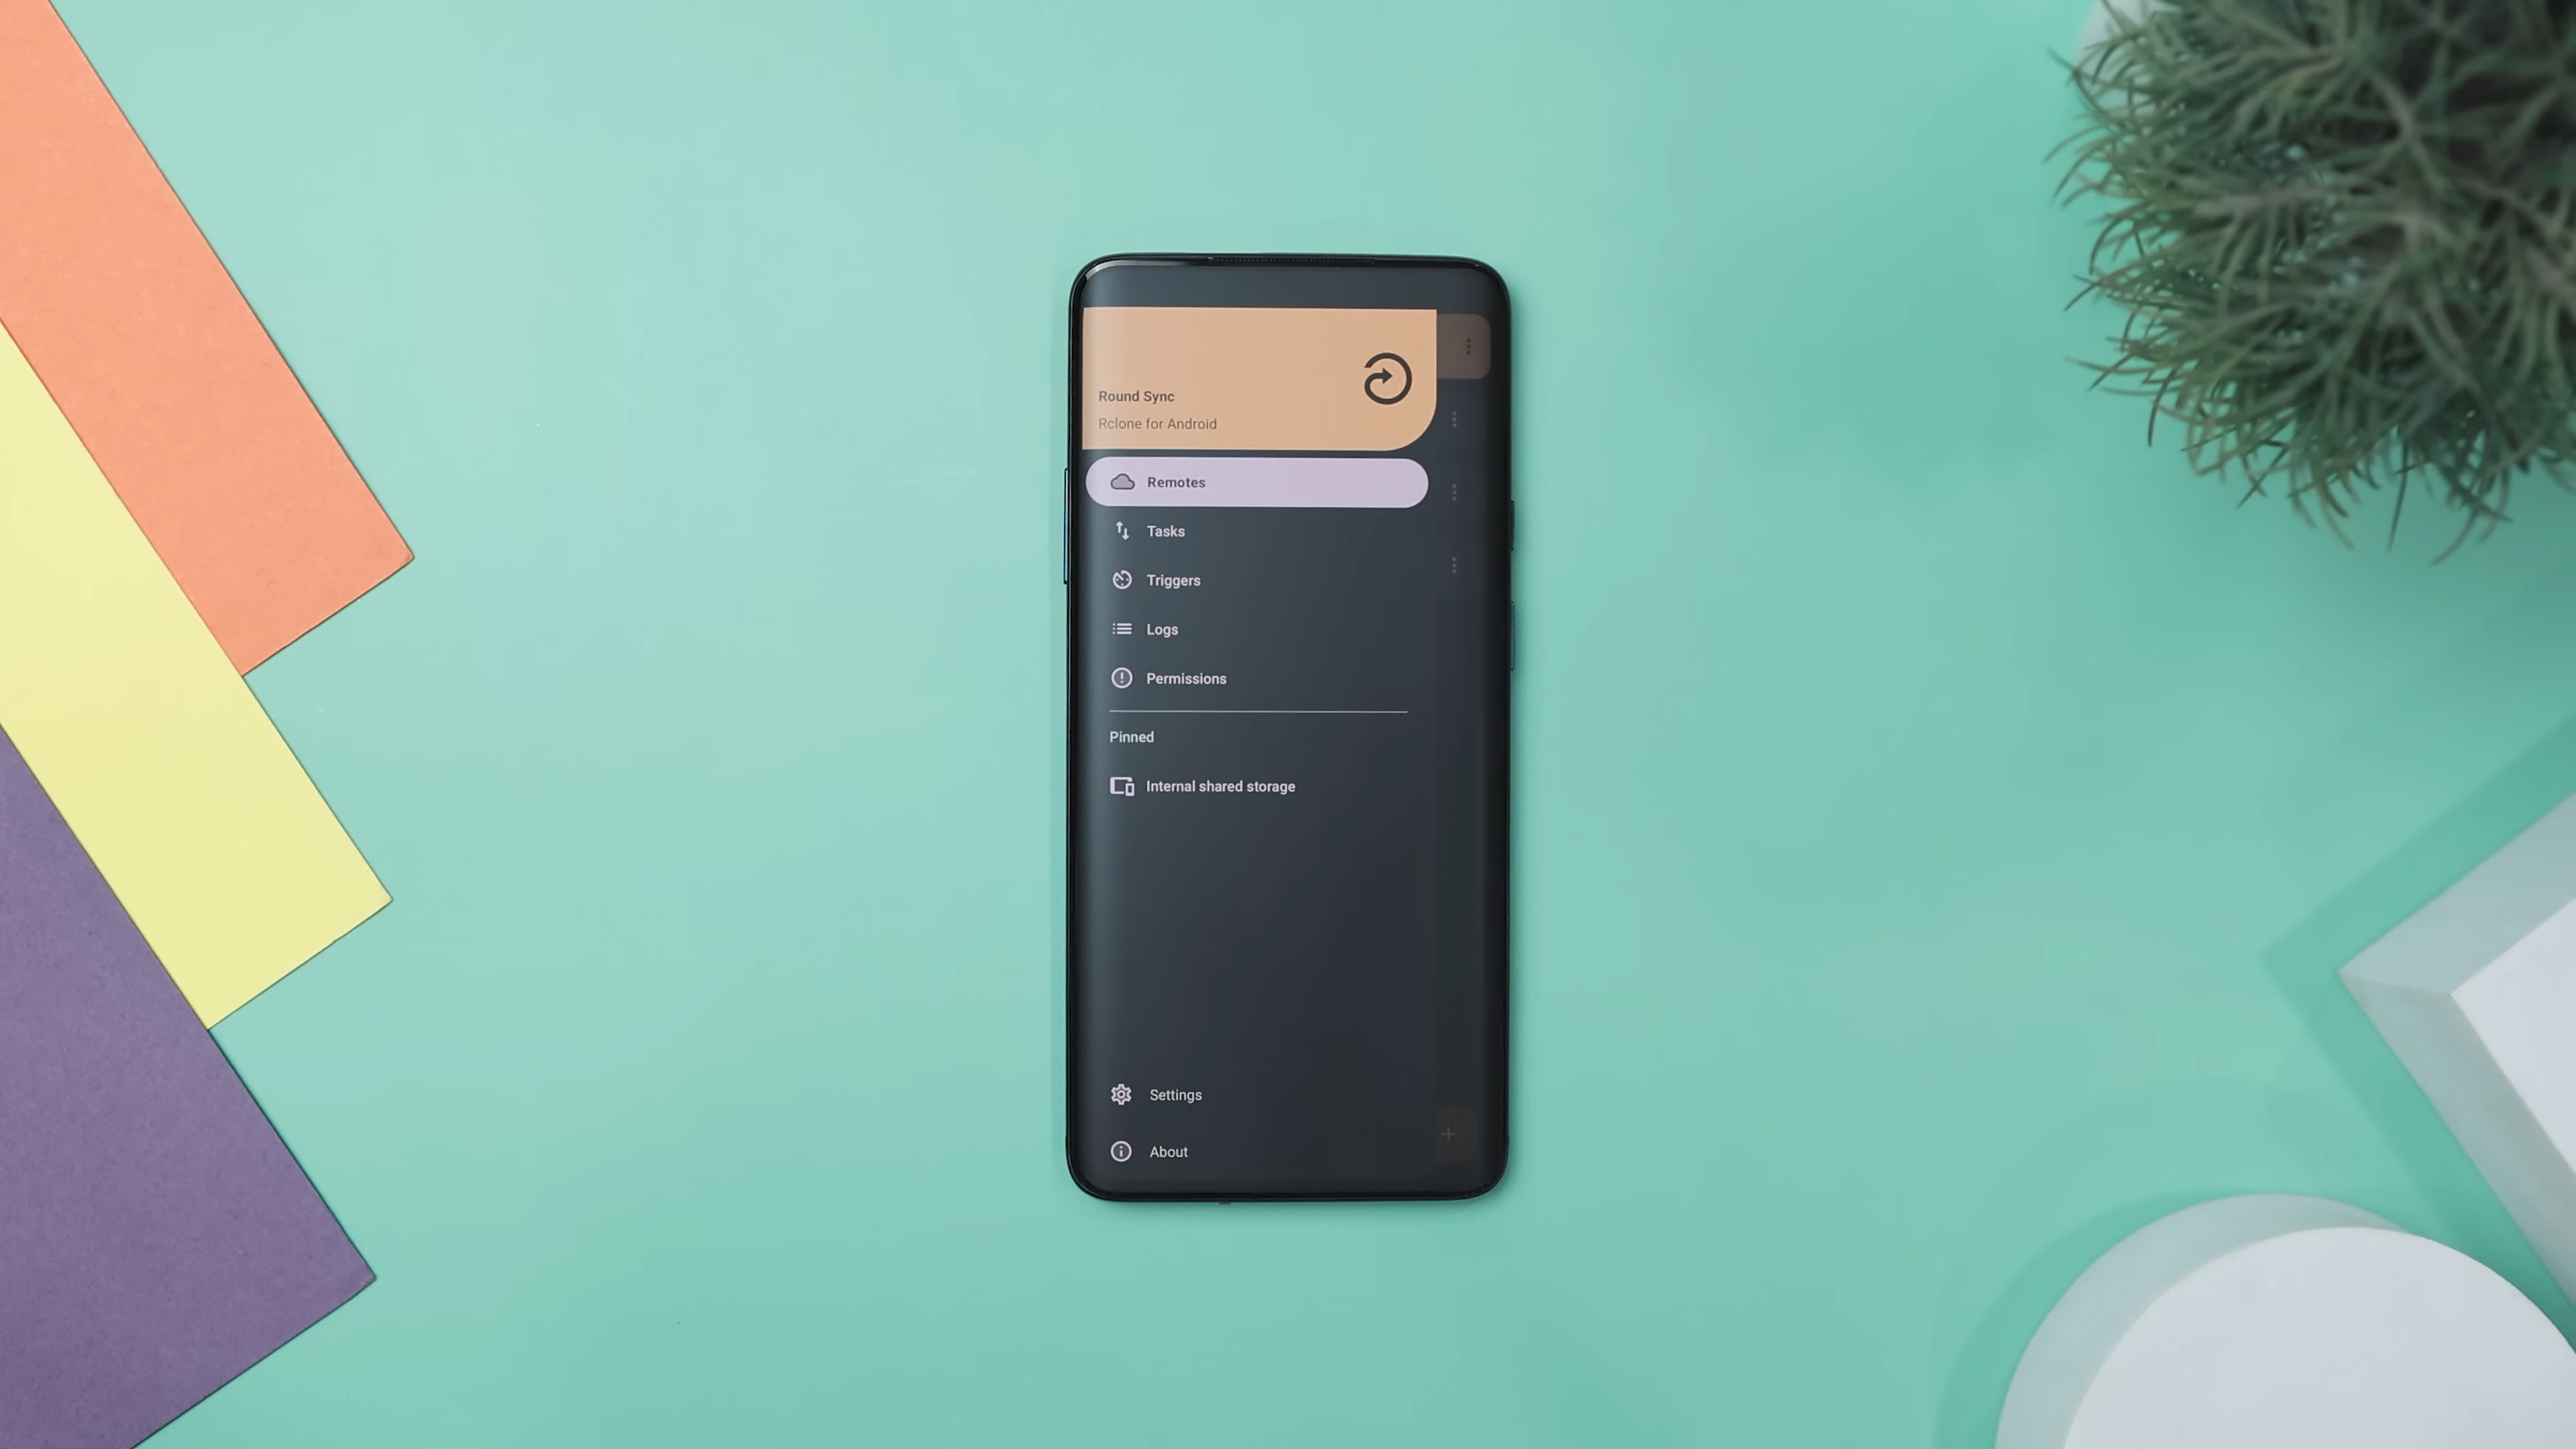 Round Sync
Rclone for Android
Remotes
Tasks
Triggers
Logs
Permissions
Pinned
Internal shared storage
Settings
About